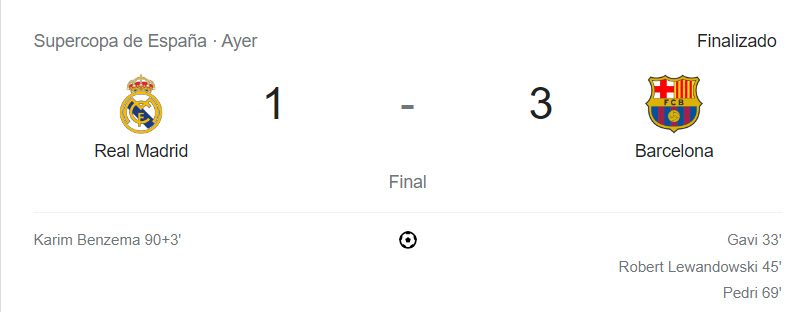 Supercopa de España · Ayer Finalizado
1 - 3
FCB
Real Madrid Barcelona
Final
Karim Benzema 90+3' Gavi 33'
Robert Lewandowski 45'
Pedri 69'